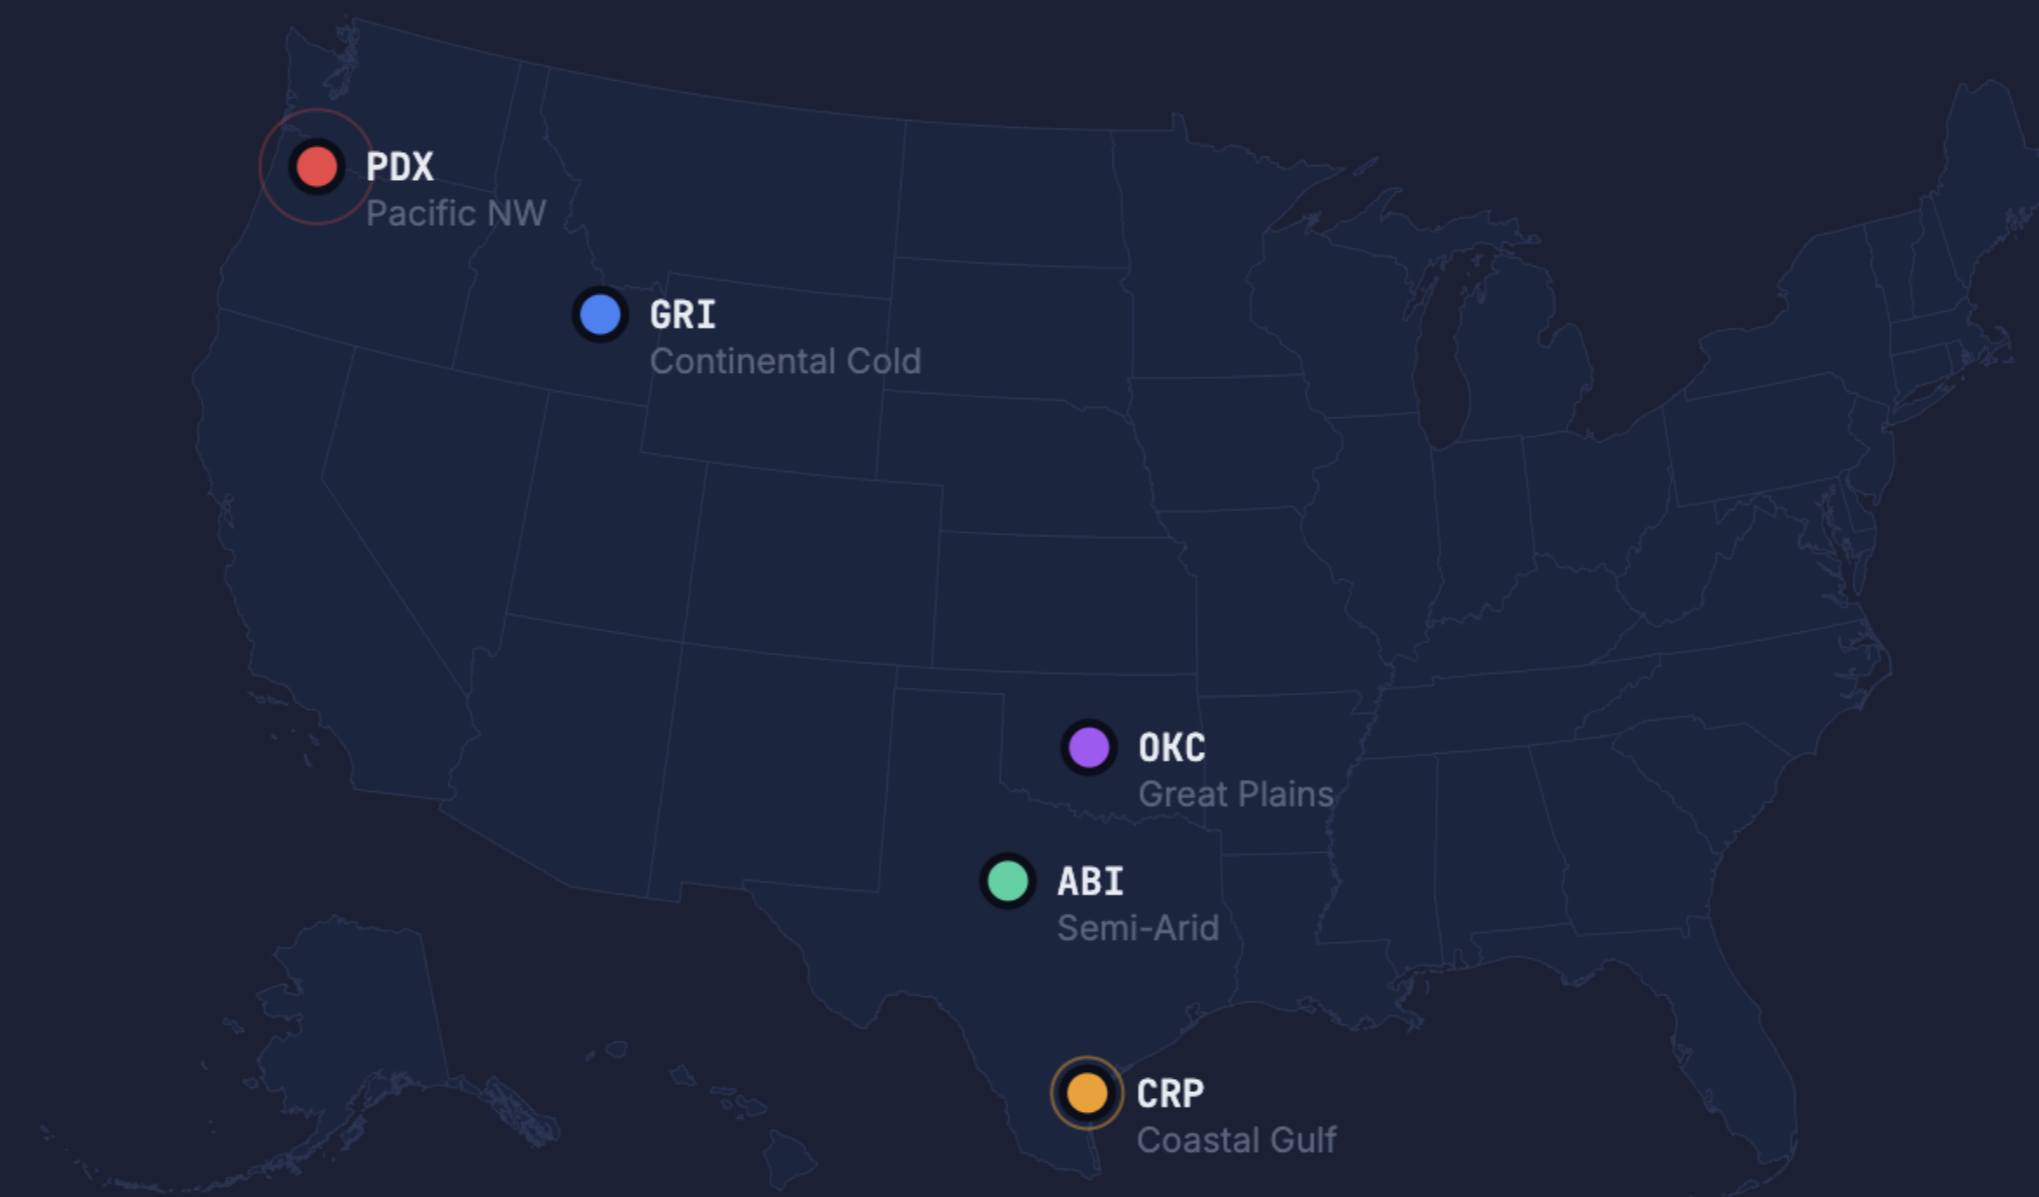 PDX
Pacific NW
GRI
Continental Cold
OKC
Great Plains
ABI
Semi-Arid
CRP
Coastal Gulf